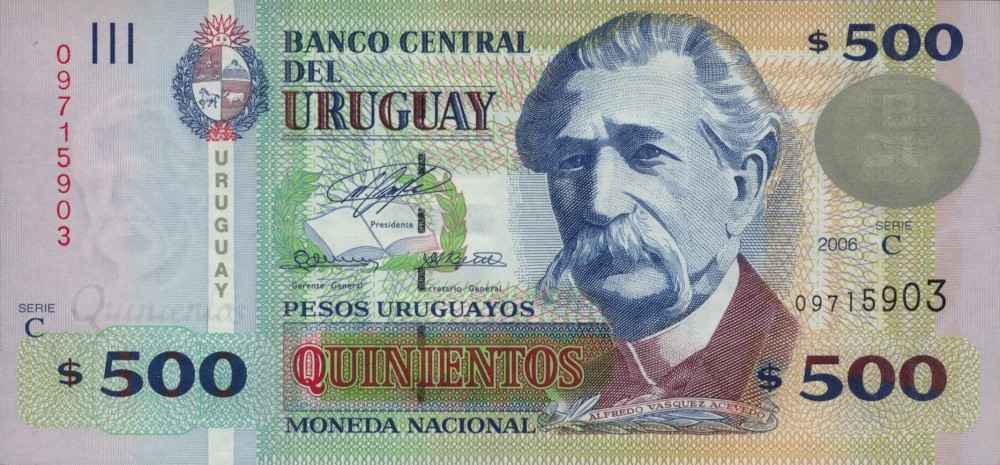 09715903
URUGUAY
SERIE
C
Quinientos
$ 500
BANCO CENTRAL
DEL
URUGUAY
Presidente
Gerente General
Secretario General
PESOS URUGUAYOS
QUINIENTOS
MONEDA NACIONAL
$ 500
SERIE
2006 C
09715903
$ 500
ALFREDO VASQUEZ ACEVEDO